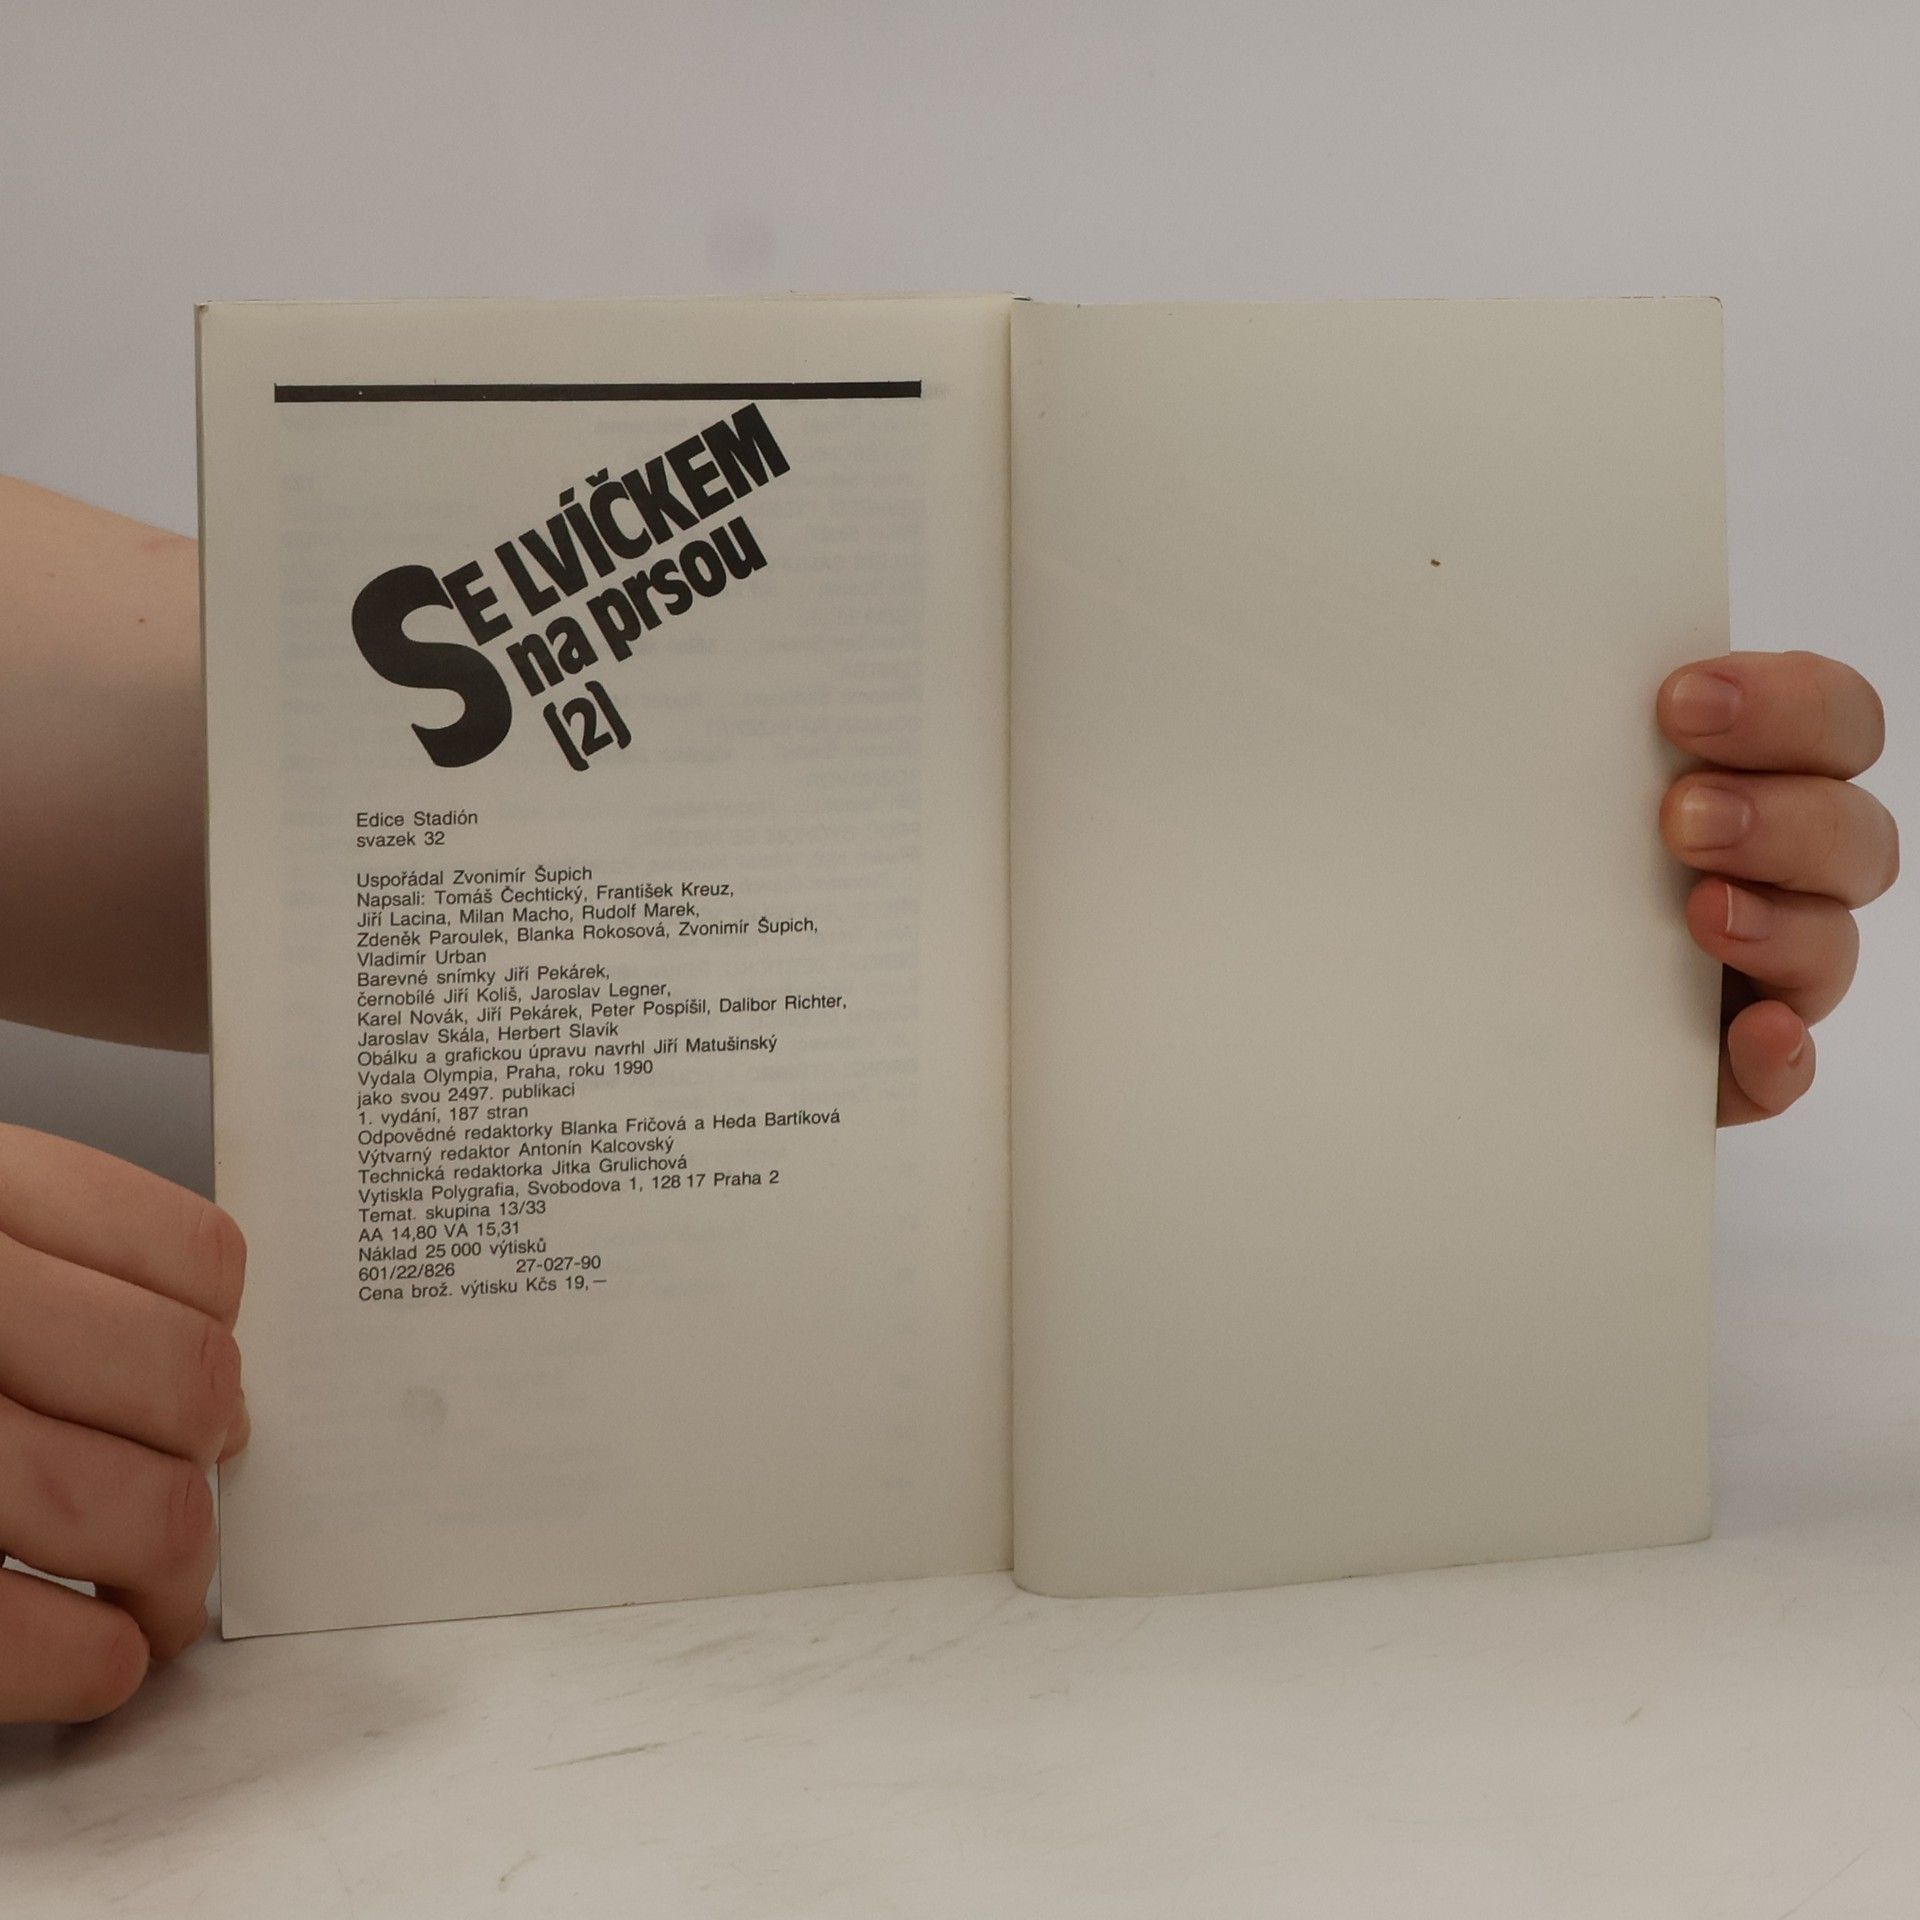 SE LVÍČKEM
na prsou
(2)
Edice Stadión
svazek 32
Uspořádal Zvonimír Šupich
Napsali: Tomáš Čechtický, František Kreuz,
Jiří Lacina, Milan Macho, Rudolf Marek,
Zdeněk Paroulek, Blanka Rokosová, Zvonimír Šupich,
Vladimír Urban
Barevné snímky Jiří Pekárek,
černobílé Jiří Koliš, Jaroslav Legner,
Karel Novák, Jiří Pekárek, Peter Pospíšil, Dalibor Richter,
Jaroslav Skála, Herbert Slavík
Obálku a grafickou úpravu navrhl Jiří Matušinský
Vydala Olympia, Praha, roku 1990
jako svou 2497. publikaci
1. vydání, 187 stran
Odpovědné redaktorky Blanka Fričová a Heda Bartíková
Výtvarný redaktor Antonín Kalcovský
Technická redaktorka Jitka Grulichová
Vytiskla Polygrafia, Svobodova 1, 128 17 Praha 2
Temat. skupina 13/33
AA 14,80 VA 15,31
Náklad 25 000 výtisků
601/22/826 27-027-90
Cena brož. výtisku Kčs 19,—